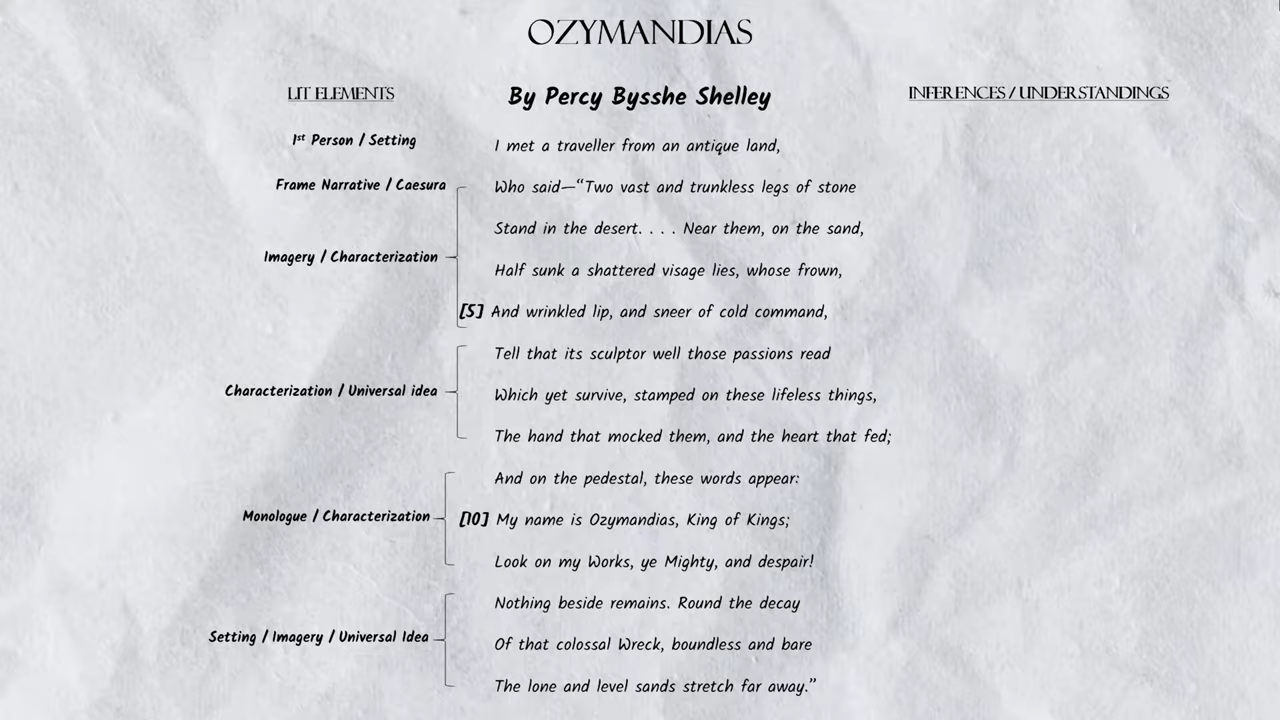 OZYMANDIAS
LIT ELEMENTS
By Percy Bysshe Shelley
INFERENCES / UNDERSTANDINGS
1st Person / Setting
I met a traveller from an antique land,
Frame Narrative / Caesura
Who said—“Two vast and trunkless legs of stone
Stand in the desert. . . . Near them, on the sand,
Imagery / Characterization
Half sunk a shattered visage lies, whose frown,
[5] And wrinkled lip, and sneer of cold command,
Tell that its sculptor well those passions read
Characterization / Universal idea
Which yet survive, stamped on these lifeless things,
The hand that mocked them, and the heart that fed;
And on the pedestal, these words appear:
Monologue / Characterization
[10] My name is Ozymandias, King of Kings;
Look on my Works, ye Mighty, and despair!
Nothing beside remains. Round the decay
Setting / Imagery / Universal Idea
Of that colossal Wreck, boundless and bare
The lone and level sands stretch far away.”